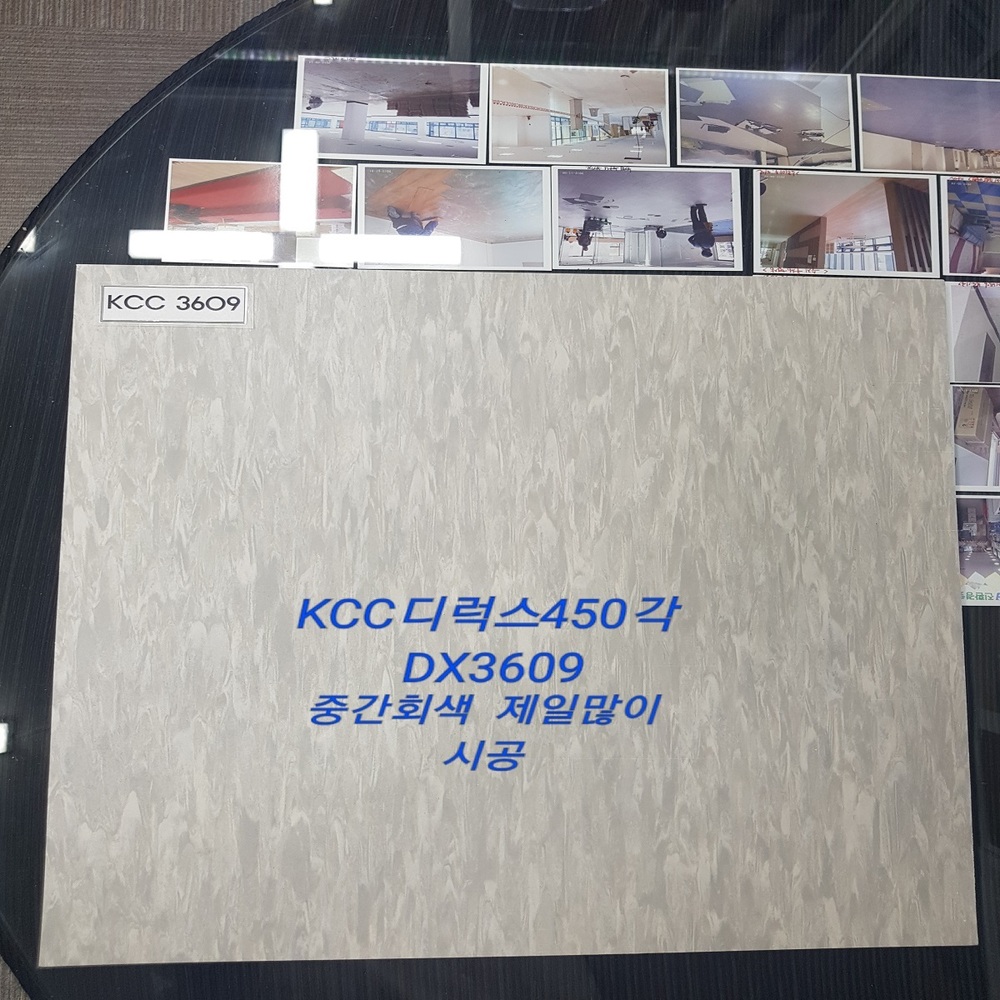 KCC 3609
KCC디럭스450각
DX3609
중간회색 제일많이
시공